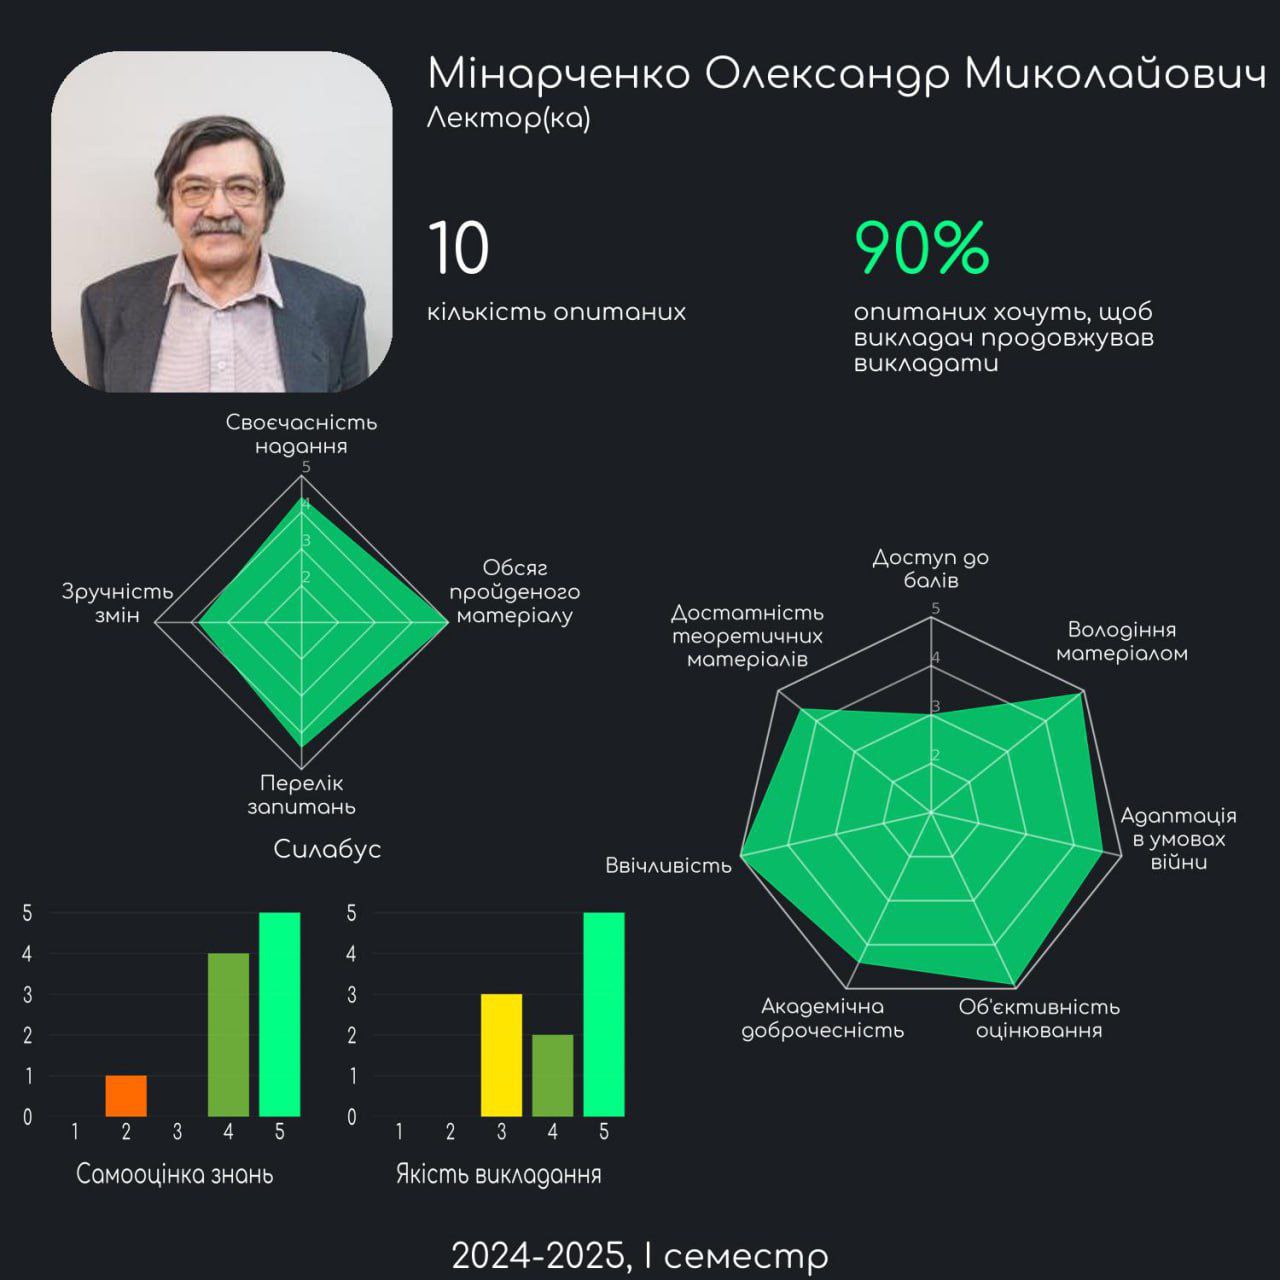 Мінарченко Олександр Миколайович
Лектор(ка)
10
кількість опитаних
90%
опитаних хочуть, щоб
викладач продовжував
викладати
Своєчасність
надання
5
4
3
2
Обсяг
пройденого
матеріалу
Зручність
змін
Перелік
запитань
Силабус
Доступ до
балів
5
4
3
2
Володіння
матеріалом
Достатність
теоретичних
матеріалів
Адаптація
в умовах
війни
Ввічливість
Академічна
доброчесність
Об'єктивність
оцінювання
5
4
3
2
1
0
1 2 3 4 5
Самооцінка знань
5
4
3
2
1
0
1 2 3 4 5
Якість викладання
2024-2025, І семестр